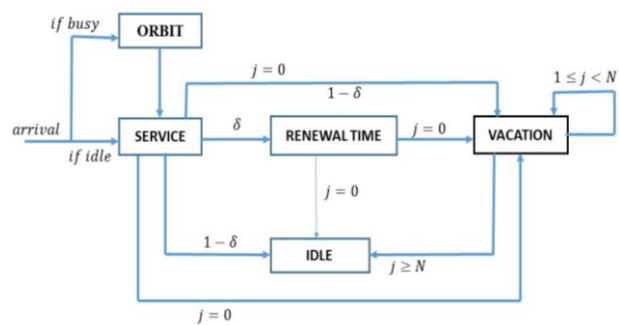 if busy
ORBIT
j = 0
1 ≤ j < N
1 − δ
arrival
SERVICE
δ
RENEWAL TIME
j = 0
VACATION
if idle
j = 0
1 − δ
IDLE
j ≥ N
j = 0